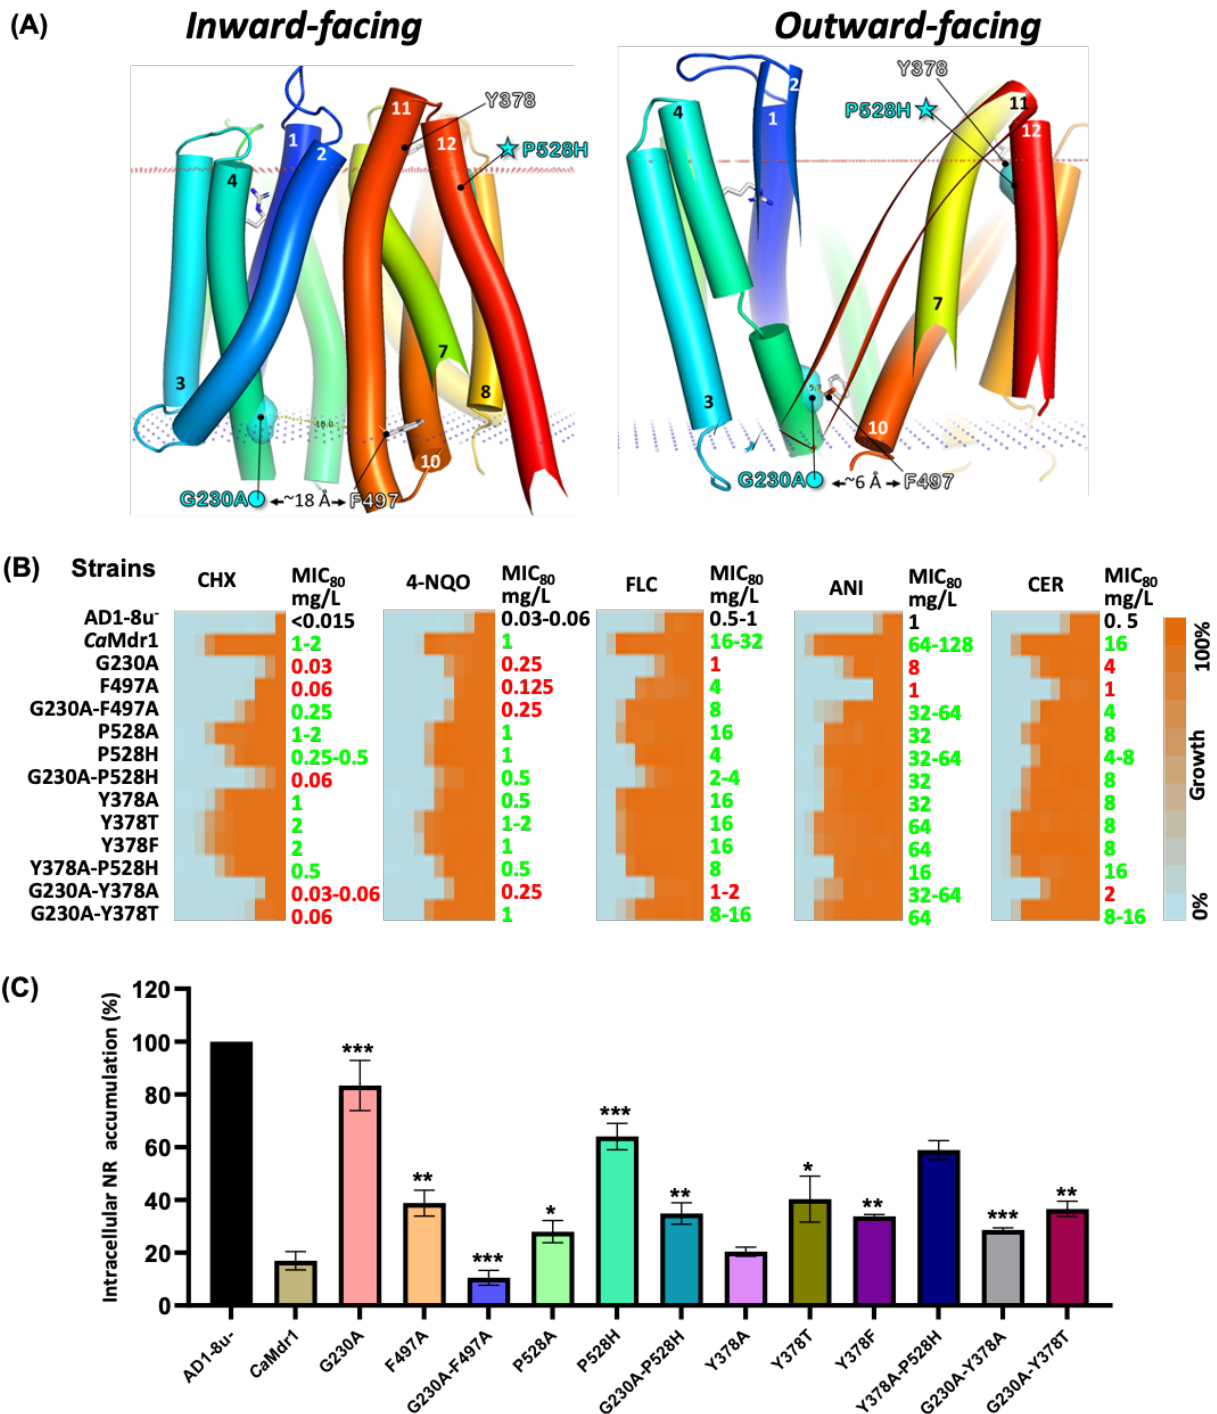 (A)
Inward-facing
Outward-facing
11
Y378
1
2
12
P528H
4
3
7
8
10
18.0
G230A
~18 Å
F497
Y378
2
P528H
4
1
11
12
7
3
10
G230A
~6 Å
F497
(B) Strains CHX MIC80 mg/L 4-NQO MIC80 mg/L FLC MIC80 mg/L ANI MIC80 mg/L CER MIC80 mg/L
AD1-8u- <0.015 0.03-0.06 0.5-1 1 0. 5
CaMdr1 1-2 1 16-32 64-128 16
G230A 0.03 0.25 1 8 4
F497A 0.06 0.125 4 1 1
G230A-F497A 0.25 0.25 8 32-64 4
P528A 1-2 1 16 32 8
P528H 0.25-0.5 1 4 32-64 4-8
G230A-P528H 0.06 0.5 2-4 32 8
Y378A 1 0.5 16 32 8
Y378T 2 1-2 16 64 8
Y378F 2 1 16 64 8
Y378A-P528H 0.5 0.5 8 16 16
G230A-Y378A 0.03-0.06 0.25 1-2 32-64 2
G230A-Y378T 0.06 1 8-16 64 8-16
100%
Growth
0%
(C)
Intracellular NR accumulation (%)
120
100
80
60
40
20
0
***
**
***
*
***
**
*
**
***
**
AD1-8u-
CaMdr1
G230A
F497A
G230A-F497A
P528A
P528H
G230A-P528H
Y378A
Y378T
Y378F
Y378A-P528H
G230A-Y378A
G230A-Y378T